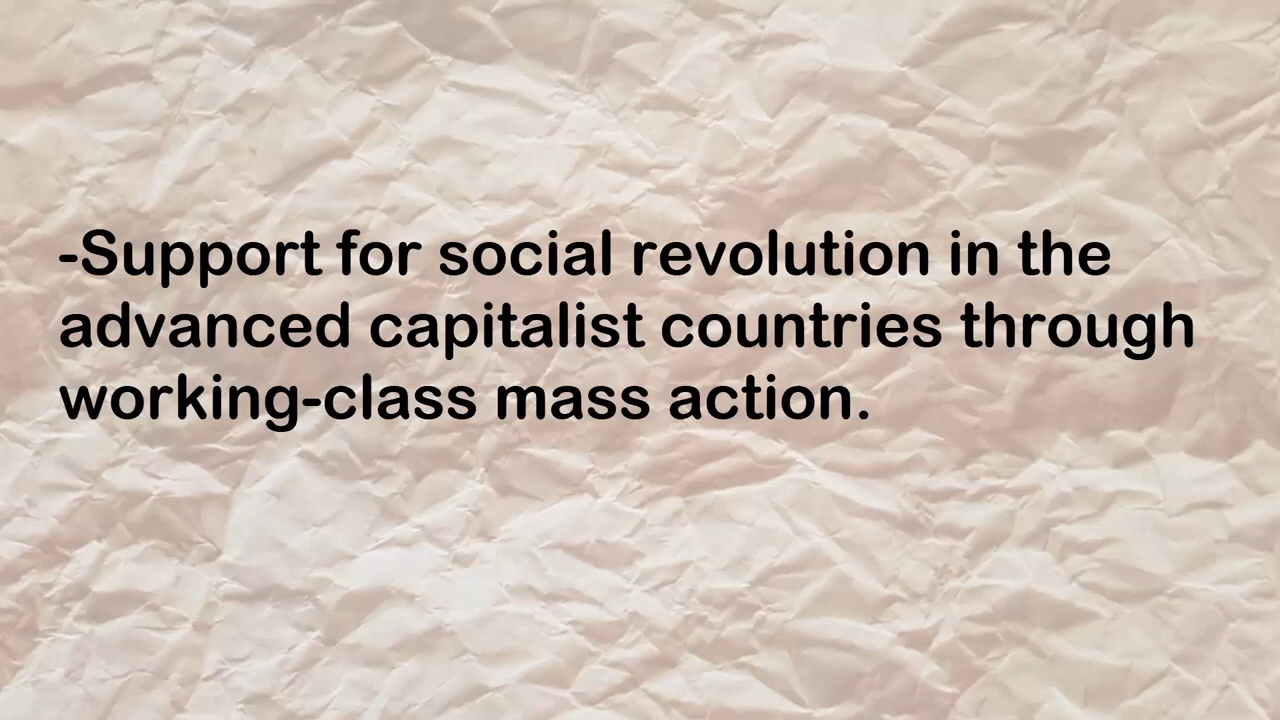 -Support for social revolution in the
advanced capitalist countries through
working-class mass action.